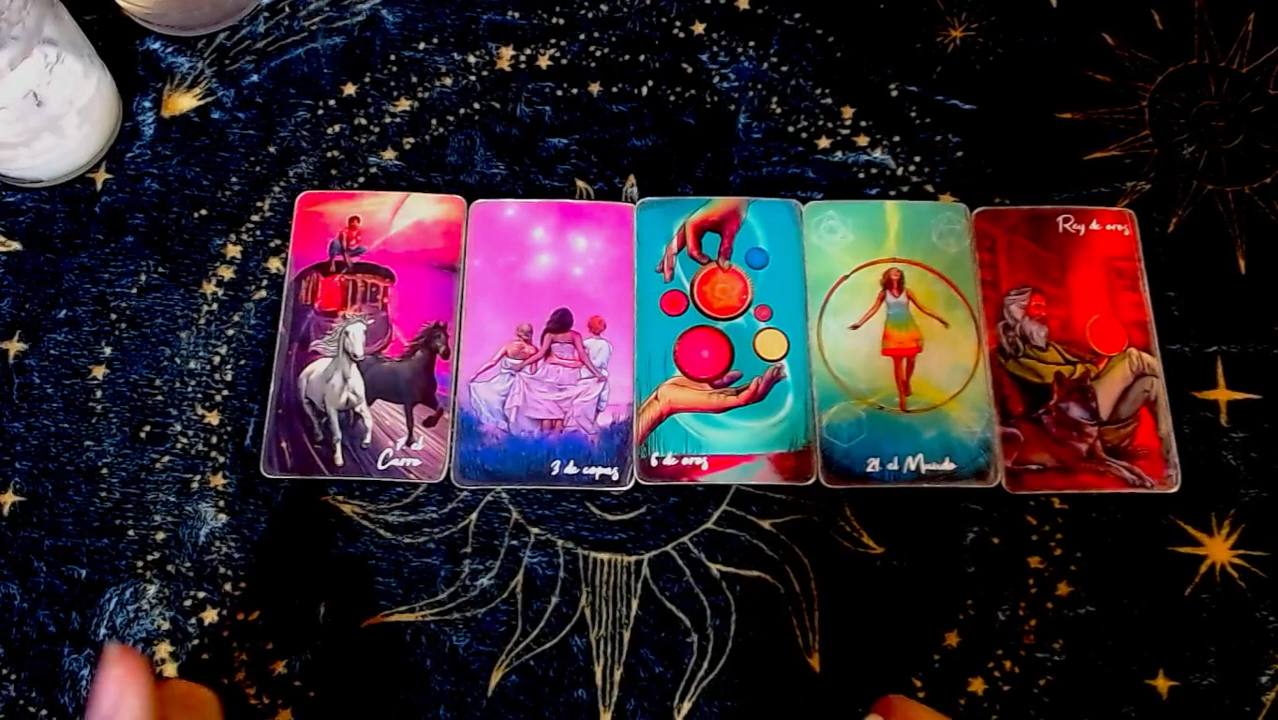 7 el
Carro
3 de copas
6 de oros
21. el Mundo
Rey de oros